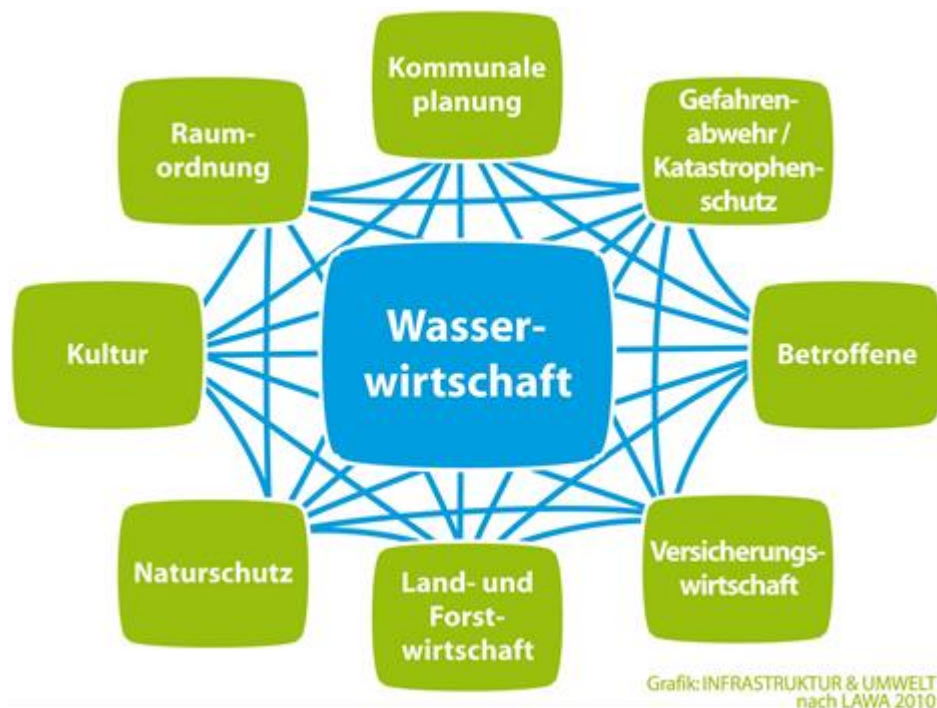 Kommunale
planung
Gefahren-
abwehr /
Katastrophen-
schutz
Raum-
ordnung
Wasser-
wirtschaft
Kultur
Betroffene
Naturschutz
Land- und
Forst-
wirtschaft
Versicherungs-
wirtschaft
Grafik: INFRASTRUKTUR & UMWELT
nach LAWA 2010